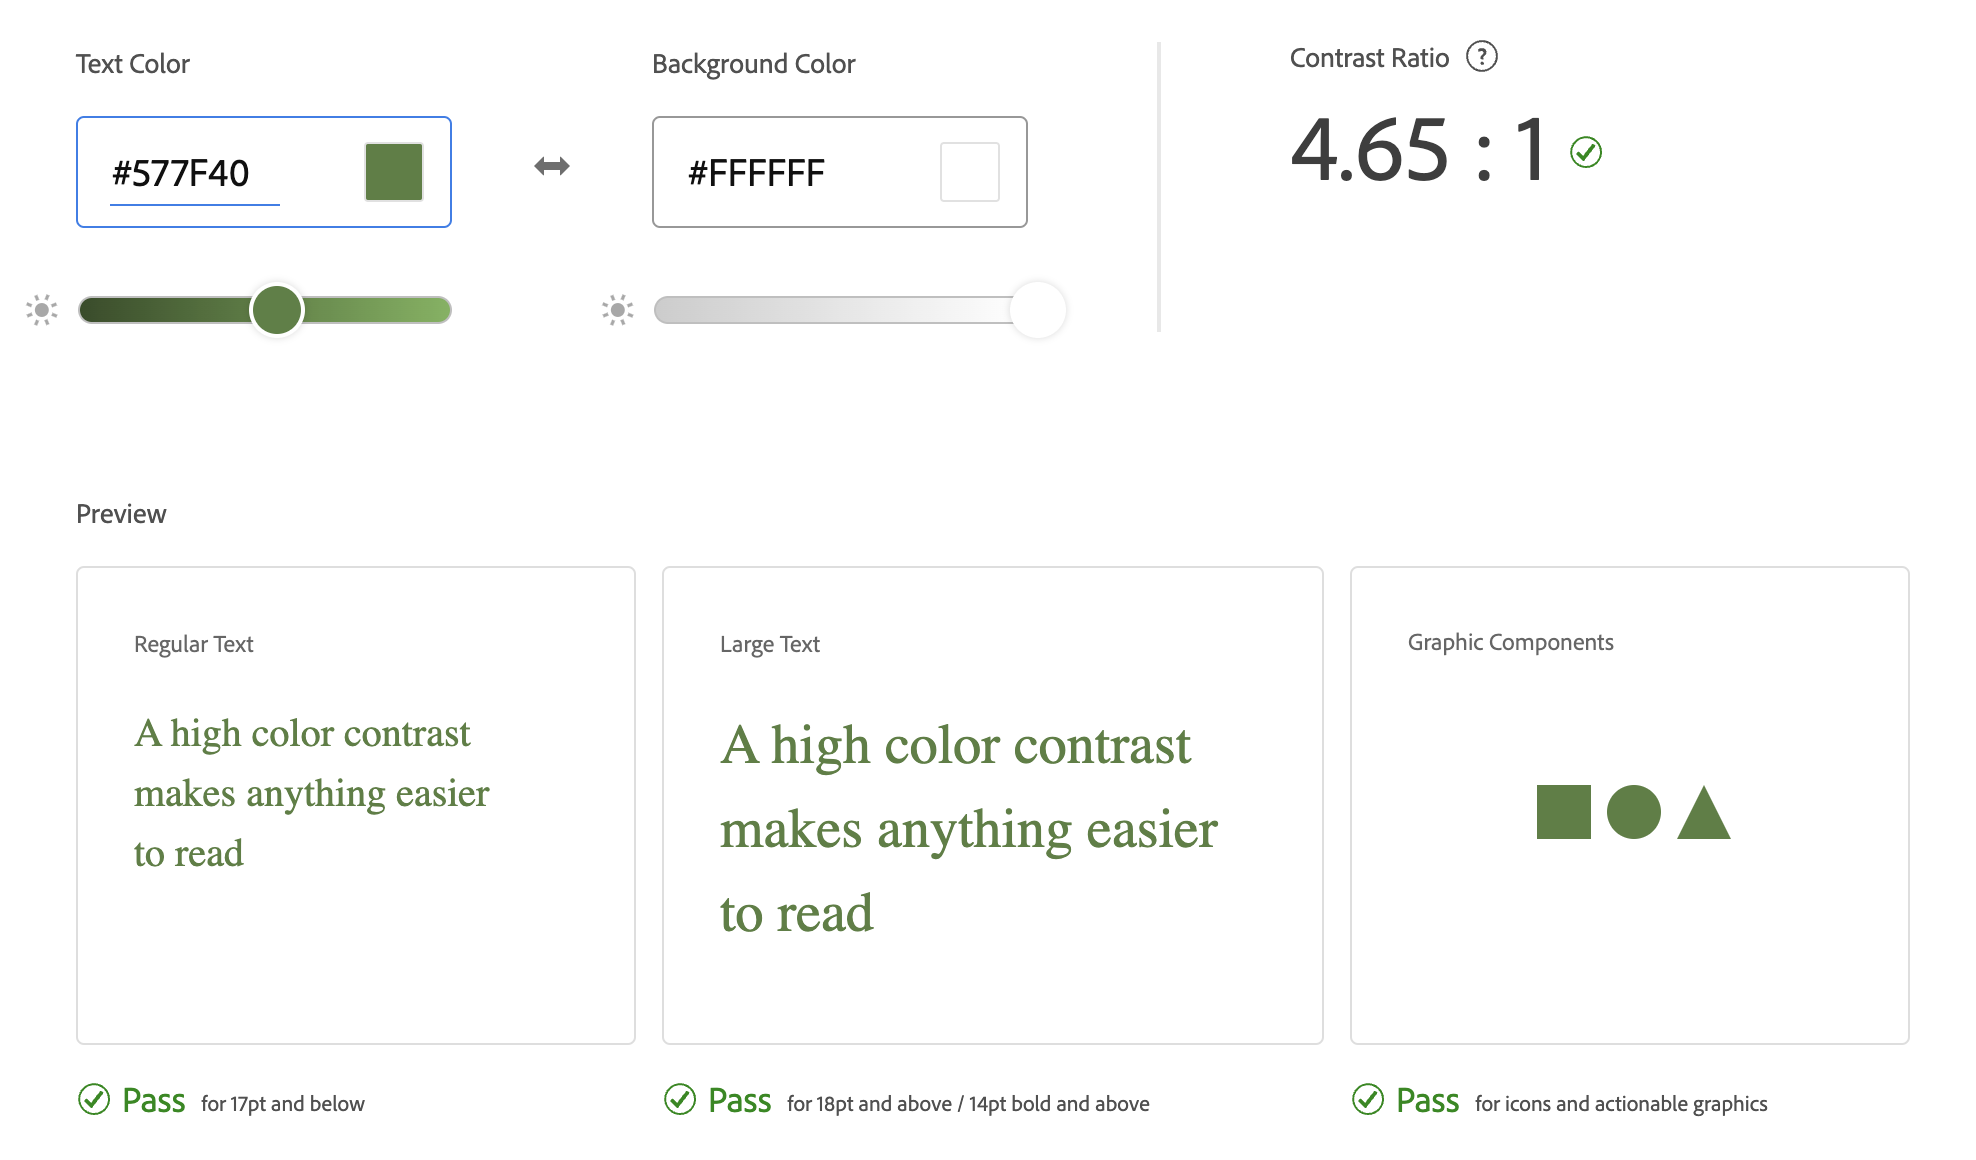 Text Color
#577F40
Background Color
#FFFFFF
Contrast Ratio ?
4.65 : 1
Preview
Regular Text
A high color contrast
makes anything easier
to read
Pass for 17pt and below
Large Text
A high color contrast
makes anything easier
to read
Pass for 18pt and above / 14pt bold and above
Graphic Components
Pass for icons and actionable graphics